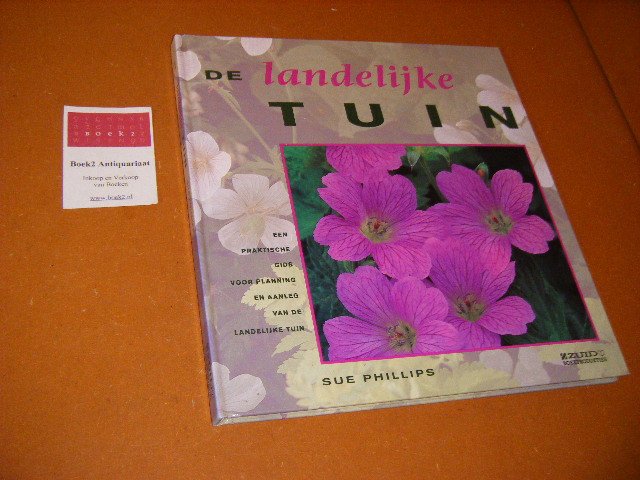 DE landelijke
TUIN
EEN
PRAKTISCHE
GIDS
VOOR PLANNING
EN AANLEG
VAN DE
LANDELIJKE TUIN
SUE PHILLIPS
ZUID
BOEKPRODUKTIES
BOEK2
Boek2 Antiquariaat
Inkoop en Verkoop
van Boeken
www.boek2.nl